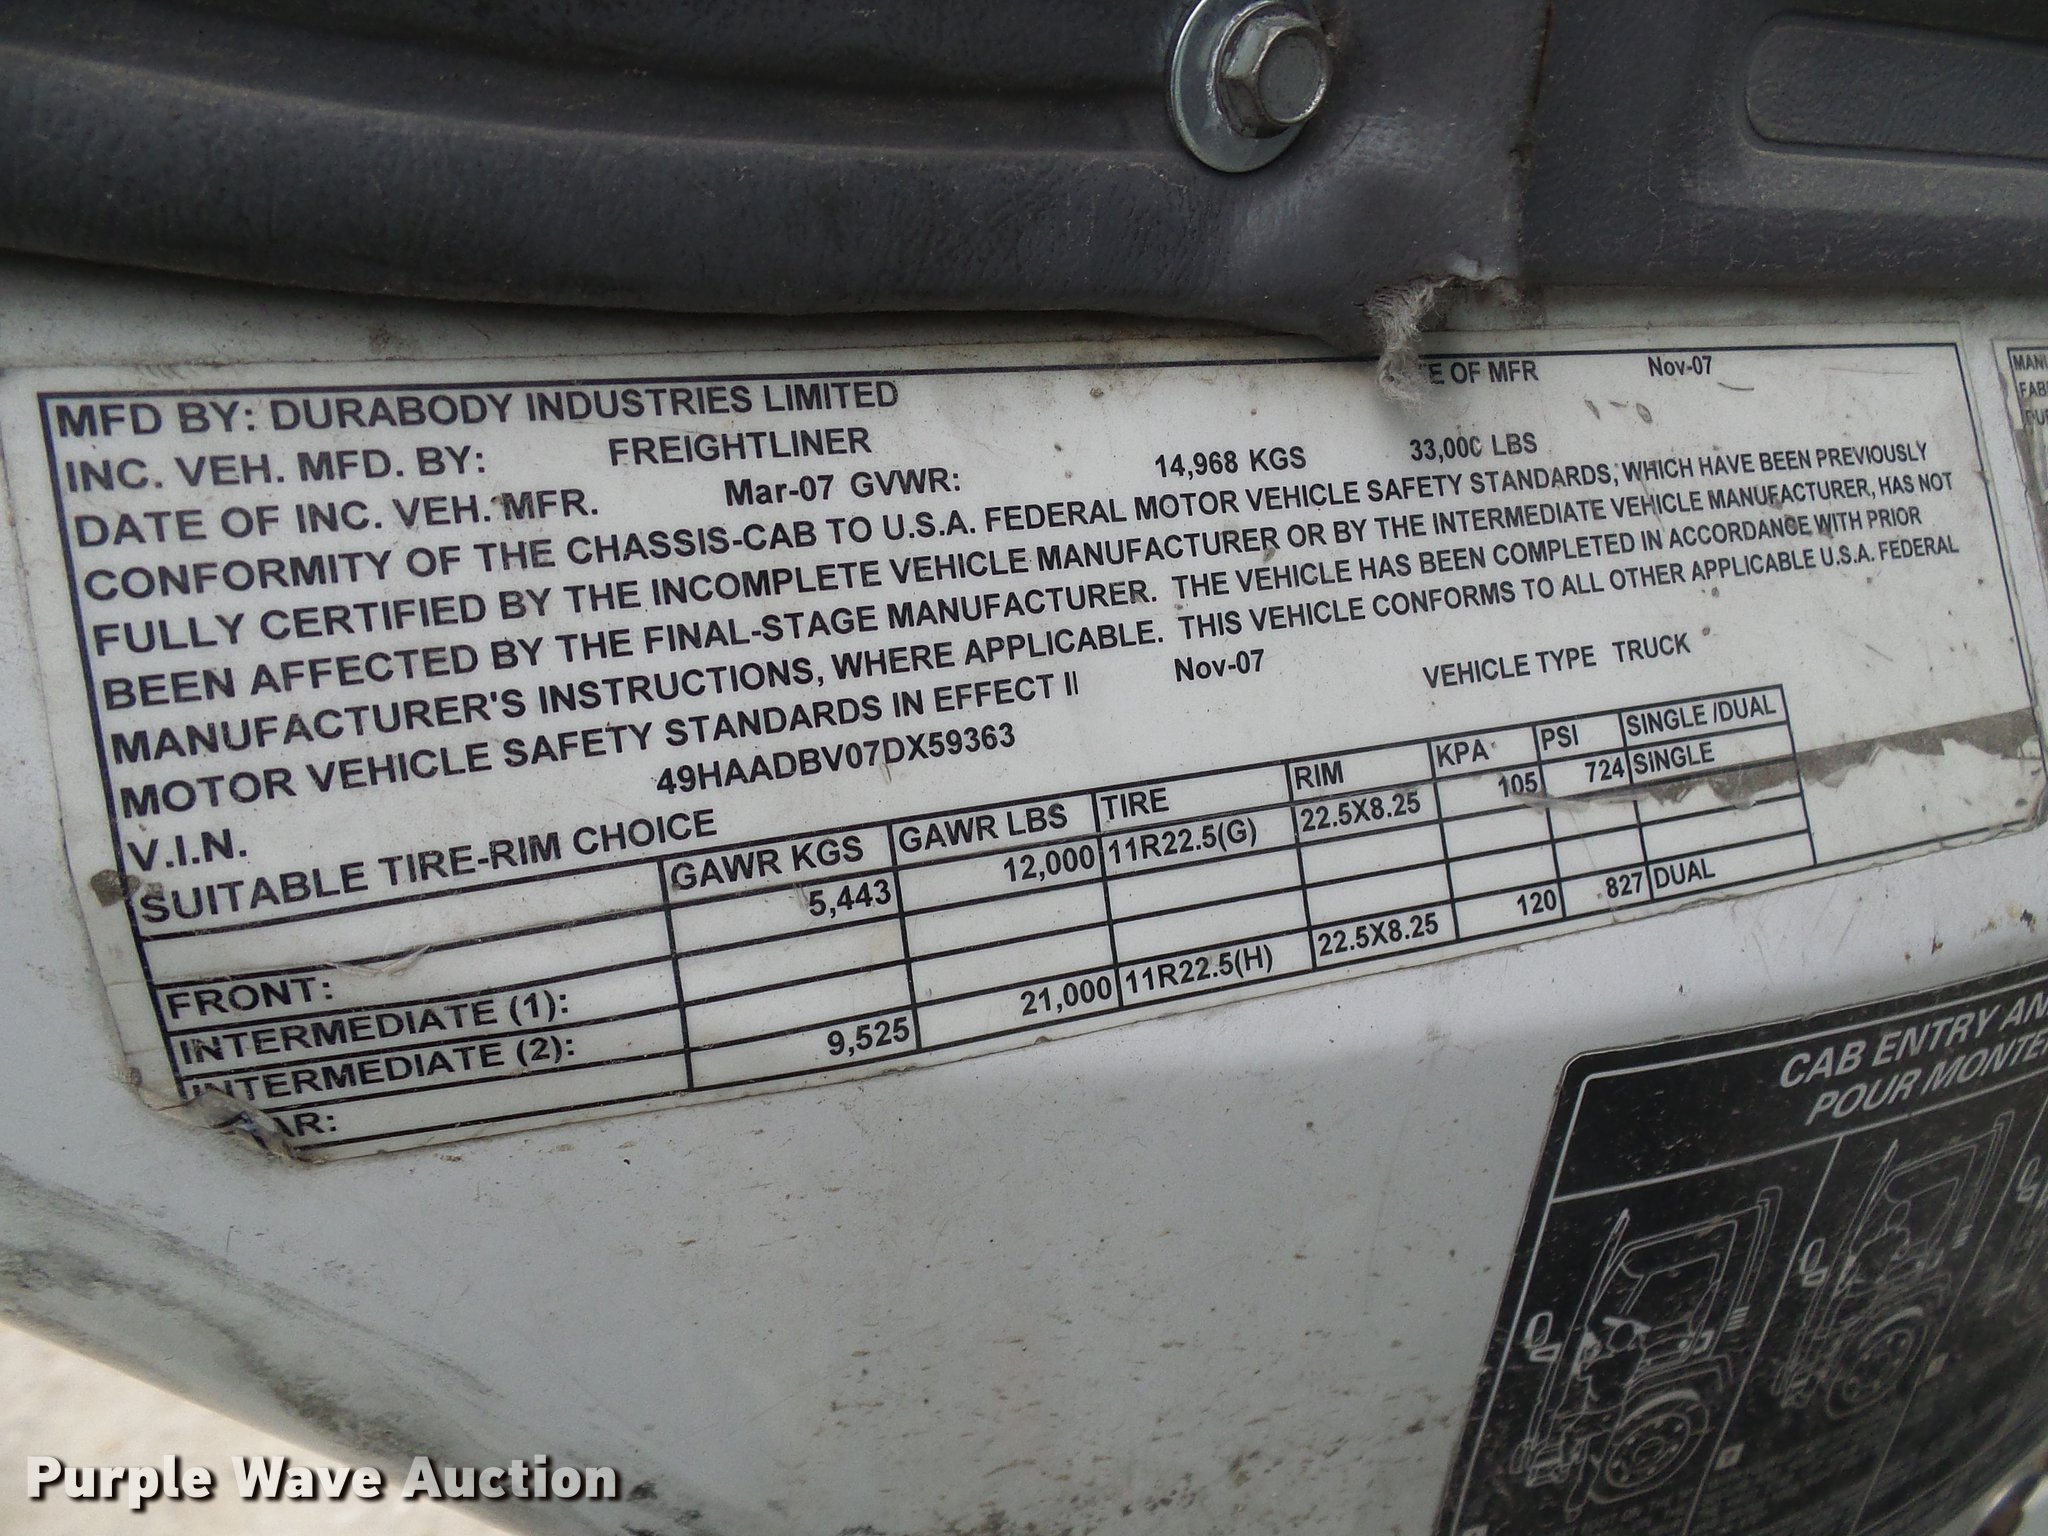 MFD BY: DURABODY INDUSTRIES LIMITED E OF MFR Nov-07
INC. VEH. MFD. BY: FREIGHTLINER
DATE OF INC. VEH. MFR. Mar-07 GVWR: 14,968 KGS 33,000 LBS
CONFORMITY OF THE CHASSIS-CAB TO U.S.A. FEDERAL MOTOR VEHICLE SAFETY STANDARDS, WHICH HAVE BEEN PREVIOUSLY
FULLY CERTIFIED BY THE INCOMPLETE VEHICLE MANUFACTURER OR BY THE INTERMEDIATE VEHICLE MANUFACTURER, HAS NOT
BEEN AFFECTED BY THE FINAL-STAGE MANUFACTURER. THE VEHICLE HAS BEEN COMPLETED IN ACCORDANCE WITH PRIOR
MANUFACTURER'S INSTRUCTIONS, WHERE APPLICABLE. THIS VEHICLE CONFORMS TO ALL OTHER APPLICABLE U.S.A. FEDERAL
MOTOR VEHICLE SAFETY STANDARDS IN EFFECT II Nov-07
V.I.N. 49HAADBV07DX59363 VEHICLE TYPE TRUCK
SUITABLE TIRE-RIM CHOICE
GAWR KGS GAWR LBS TIRE RIM KPA PSI SINGLE /DUAL
FRONT: 5,443 12,000 11R22.5(G) 22.5X8.25 105 724 SINGLE
INTERMEDIATE (1):
INTERMEDIATE (2):
AR: 9,525 21,000 11R22.5(H) 22.5X8.25 120 827 DUAL
MANU
FAB
CAB ENTRY AN
POUR MONTE
Purple Wave Auction